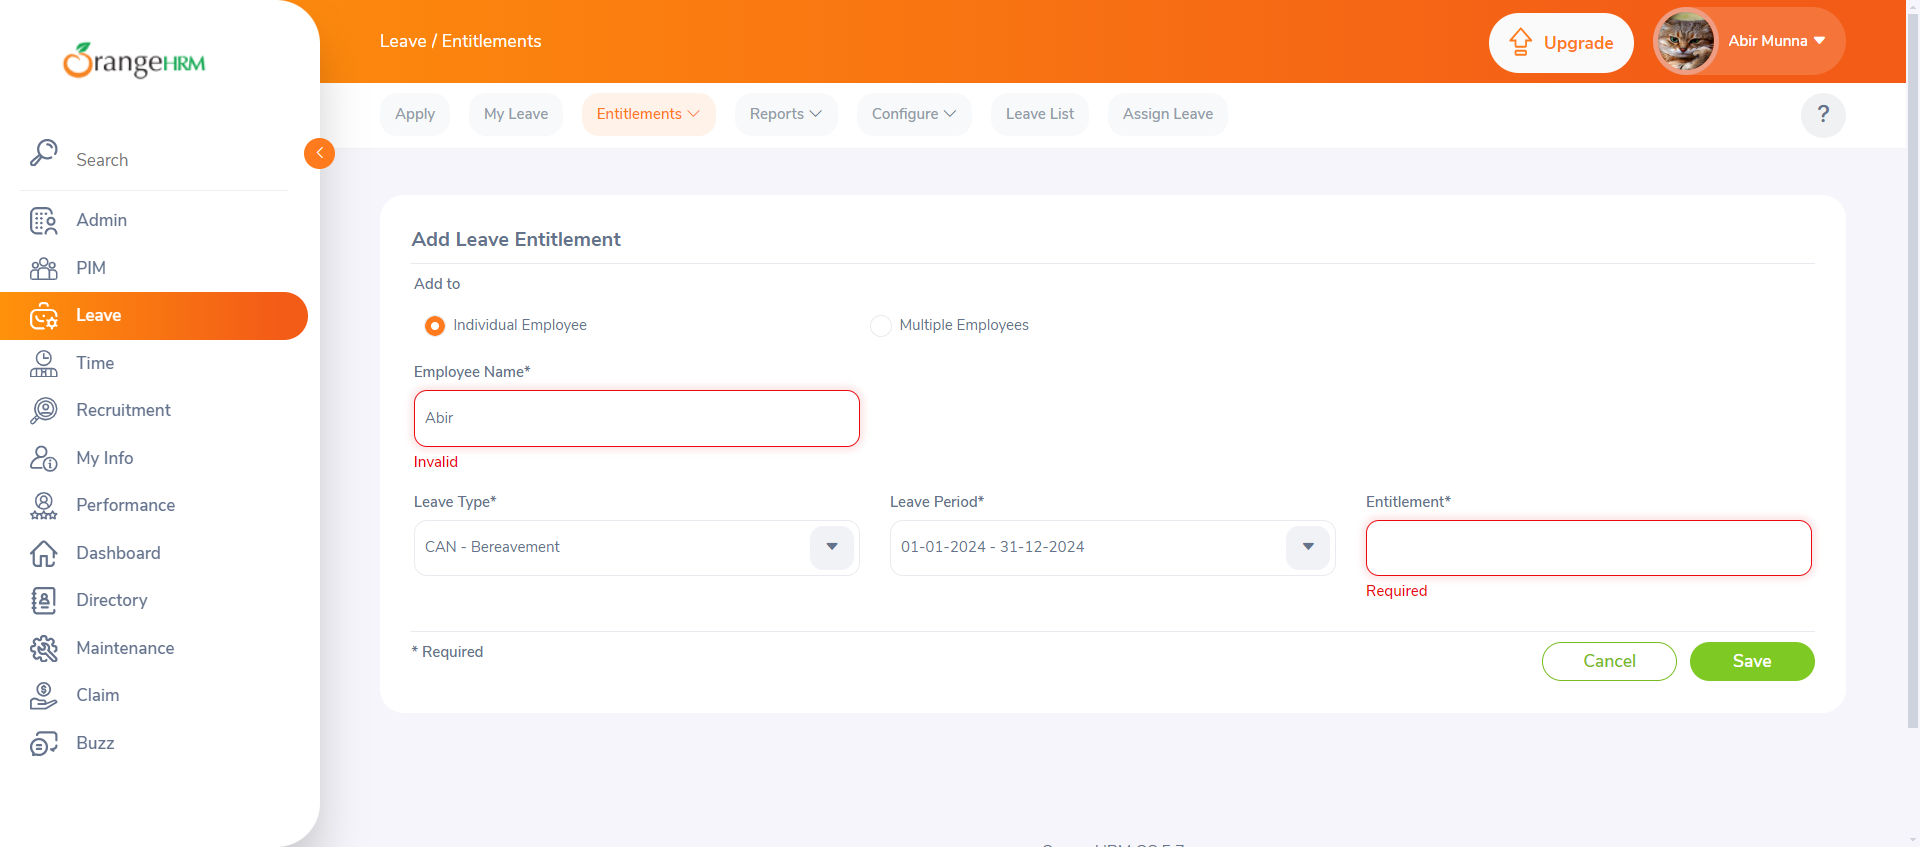 OrangeHRM
Leave / Entitlements
Upgrade
Abir Munna
Apply
My Leave
Entitlements
Reports
Configure
Leave List
Assign Leave
?
Search
Admin
PIM
Leave
Time
Recruitment
My Info
Performance
Dashboard
Directory
Maintenance
Claim
Buzz
Add Leave Entitlement
Add to
Individual Employee
Multiple Employees
Employee Name*
Abir
Invalid
Leave Type*
Leave Period*
Entitlement*
CAN - Bereavement
01-01-2024 - 31-12-2024
Required
* Required
Cancel
Save